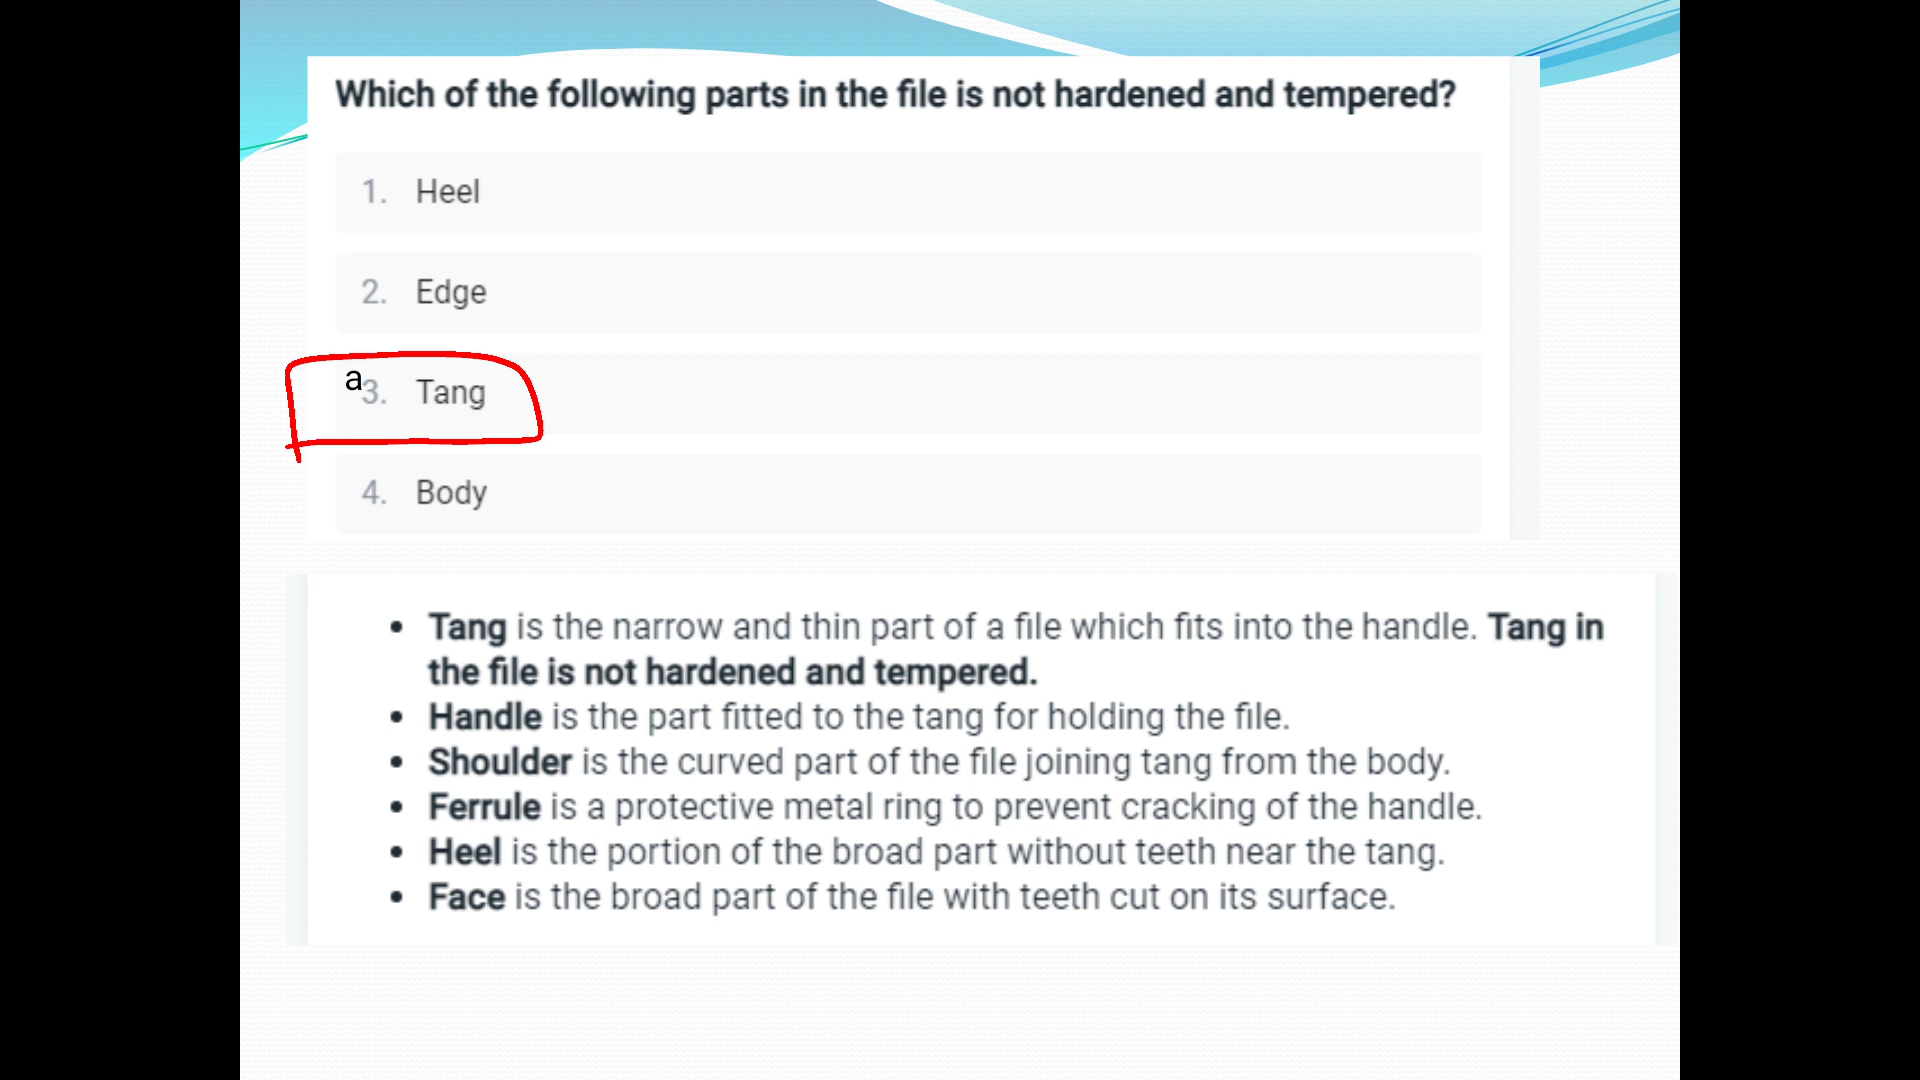 Which of the following parts in the file is not hardened and tempered?
1. Heel
2. Edge
a
3. Tang
4. Body
• Tang is the narrow and thin part of a file which fits into the handle. Tang in
the file is not hardened and tempered.
• Handle is the part fitted to the tang for holding the file.
• Shoulder is the curved part of the file joining tang from the body.
• Ferrule is a protective metal ring to prevent cracking of the handle.
• Heel is the portion of the broad part without teeth near the tang.
• Face is the broad part of the file with teeth cut on its surface.